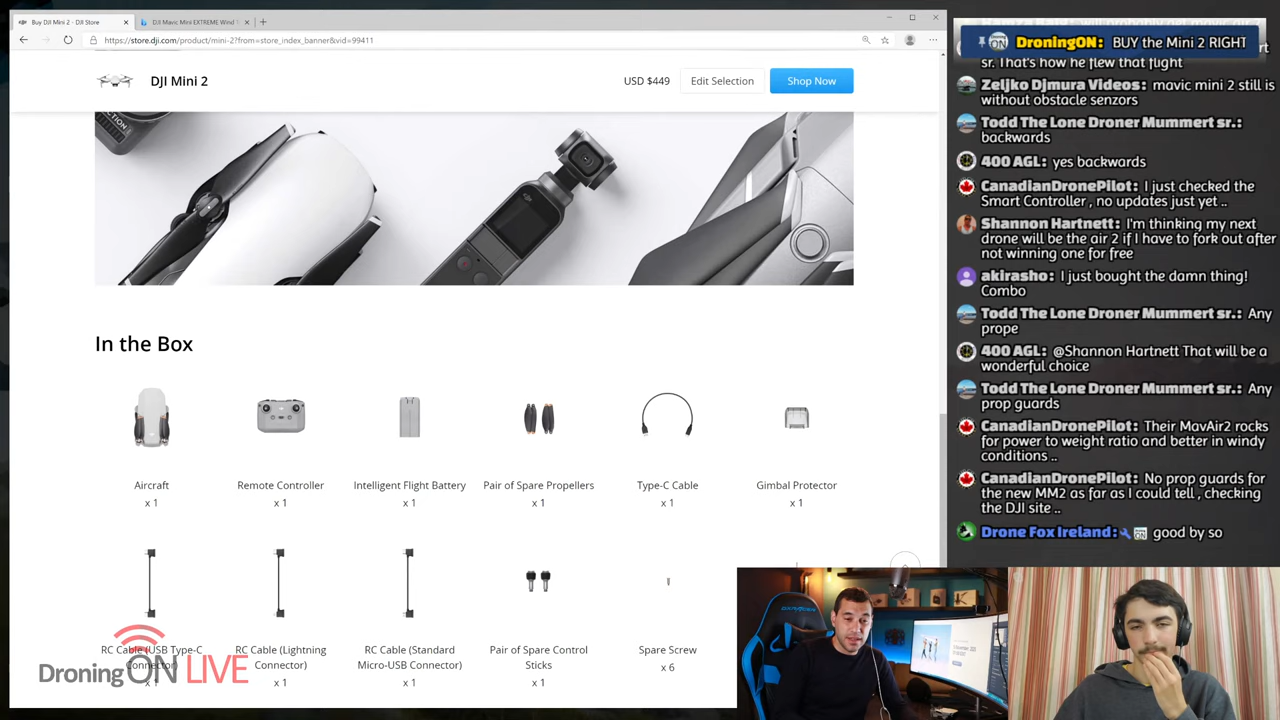 Buy DJI Mini 2 - DJI Store
DJI Mavic Mini EXTREME Wind
https://store.dji.com/product/mini-2?from=store_index_banner&vid=99411
DJI Mini 2
USD $449
Edit Selection
Shop Now
In the Box
Aircraft
x 1
Remote Controller
x 1
Intelligent Flight Battery
x 1
Pair of Spare Propellers
x 1
Type-C Cable
x 1
Gimbal Protector
x 1
RC Cable (USB Type-C
Connector)
x 1
RC Cable (Lightning
Connector)
x 1
RC Cable (Standard
Micro-USB Connector)
x 1
Pair of Spare Control
Sticks
x 1
Spare Screw
x 6
DroningON LIVE
DroningON: BUY the Mini 2 RIGHT
sr. That's how he flew that flight
Zeljko Djmura Videos: mavic mini 2 still is
without obstacle senzors
Todd The Lone Droner Mummert sr.:
backwards
400 AGL: yes backwards
CanadianDronePilot: I just checked the
Smart Controller , no updates just yet ..
Shannon Hartnett: I'm thinking my next
drone will be the air 2 if I have to fork out after
not winning one for free
akirasho: I just bought the damn thing!
Combo
Todd The Lone Droner Mummert sr.: Any
prope
400 AGL: @Shannon Hartnett That will be a
wonderful choice
Todd The Lone Droner Mummert sr.: Any
prop guards
CanadianDronePilot: Their MavAir2 rocks
for power to weight ratio and better in windy
conditions ..
CanadianDronePilot: No prop guards for
the new MM2 as far as I could tell , checking
the DJI site ..
Drone Fox Ireland: good by so